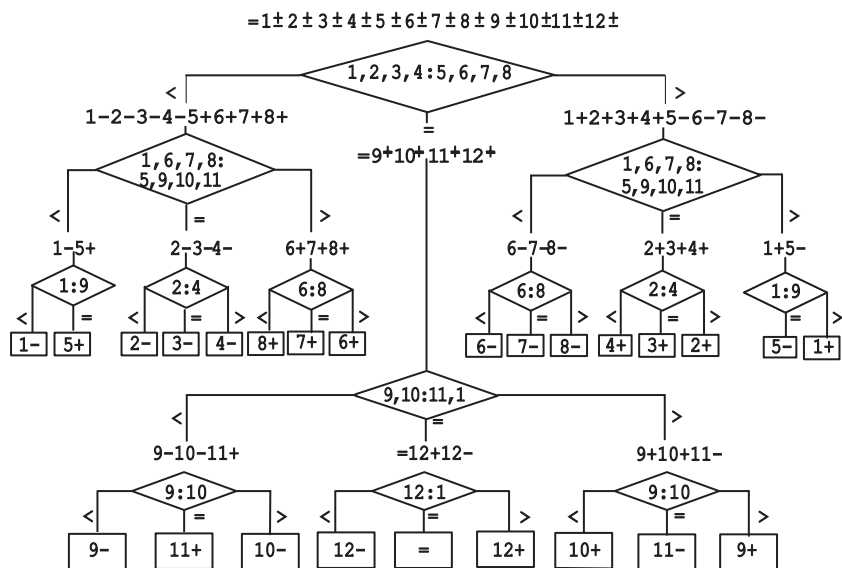 =1±2±3±4±5±6±7±8±9±10±11±12±
1,2,3,4:5,6,7,8
< >
1-2-3-4-5+6+7+8+ = 1+2+3+4+5-6-7-8-
=9+10+11+12+
1,6,7,8: 1,6,7,8:
5,9,10,11 5,9,10,11
< = > < = >
1-5+ 2-3-4- 6+7+8+ 6-7-8- 2+3+4+ 1+5-
1:9 2:4 6:8 6:8 2:4 1:9
< = < = > < = > < = > < = > = >
1- 5+ 2- 3- 4- 8+ 7+ 6+ 6- 7- 8- 4+ 3+ 2+ 5- 1+
9,10:11,1
< = >
9-10-11+ =12+12- 9+10+11-
9:10 12:1 9:10
< = > < = > < = >
9- 11+ 10- 12- = 12+ 10+ 11- 9+